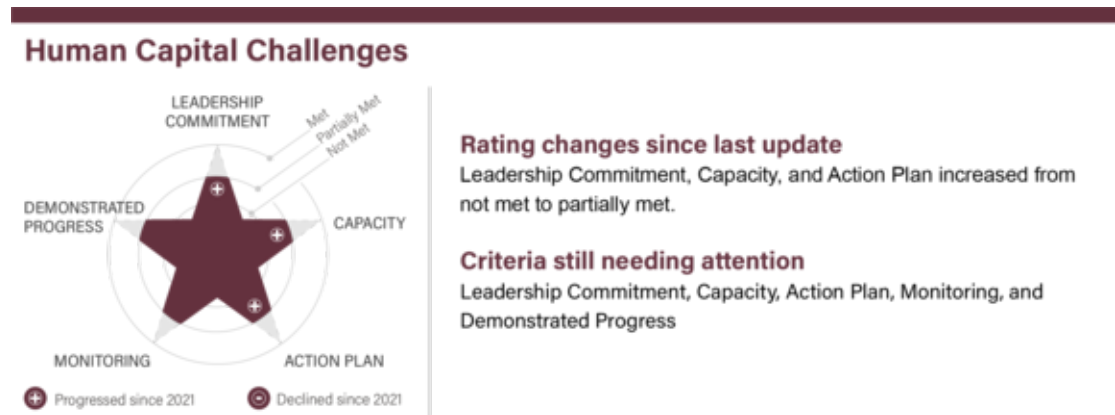 Human Capital Challenges
LEADERSHIP
COMMITMENT
Met
Partially Met
Not Met
DEMONSTRATED
PROGRESS
CAPACITY
MONITORING
ACTION PLAN
Progressed since 2021
Declined since 2021
Rating changes since last update
Leadership Commitment, Capacity, and Action Plan increased from
not met to partially met.
Criteria still needing attention
Leadership Commitment, Capacity, Action Plan, Monitoring, and
Demonstrated Progress